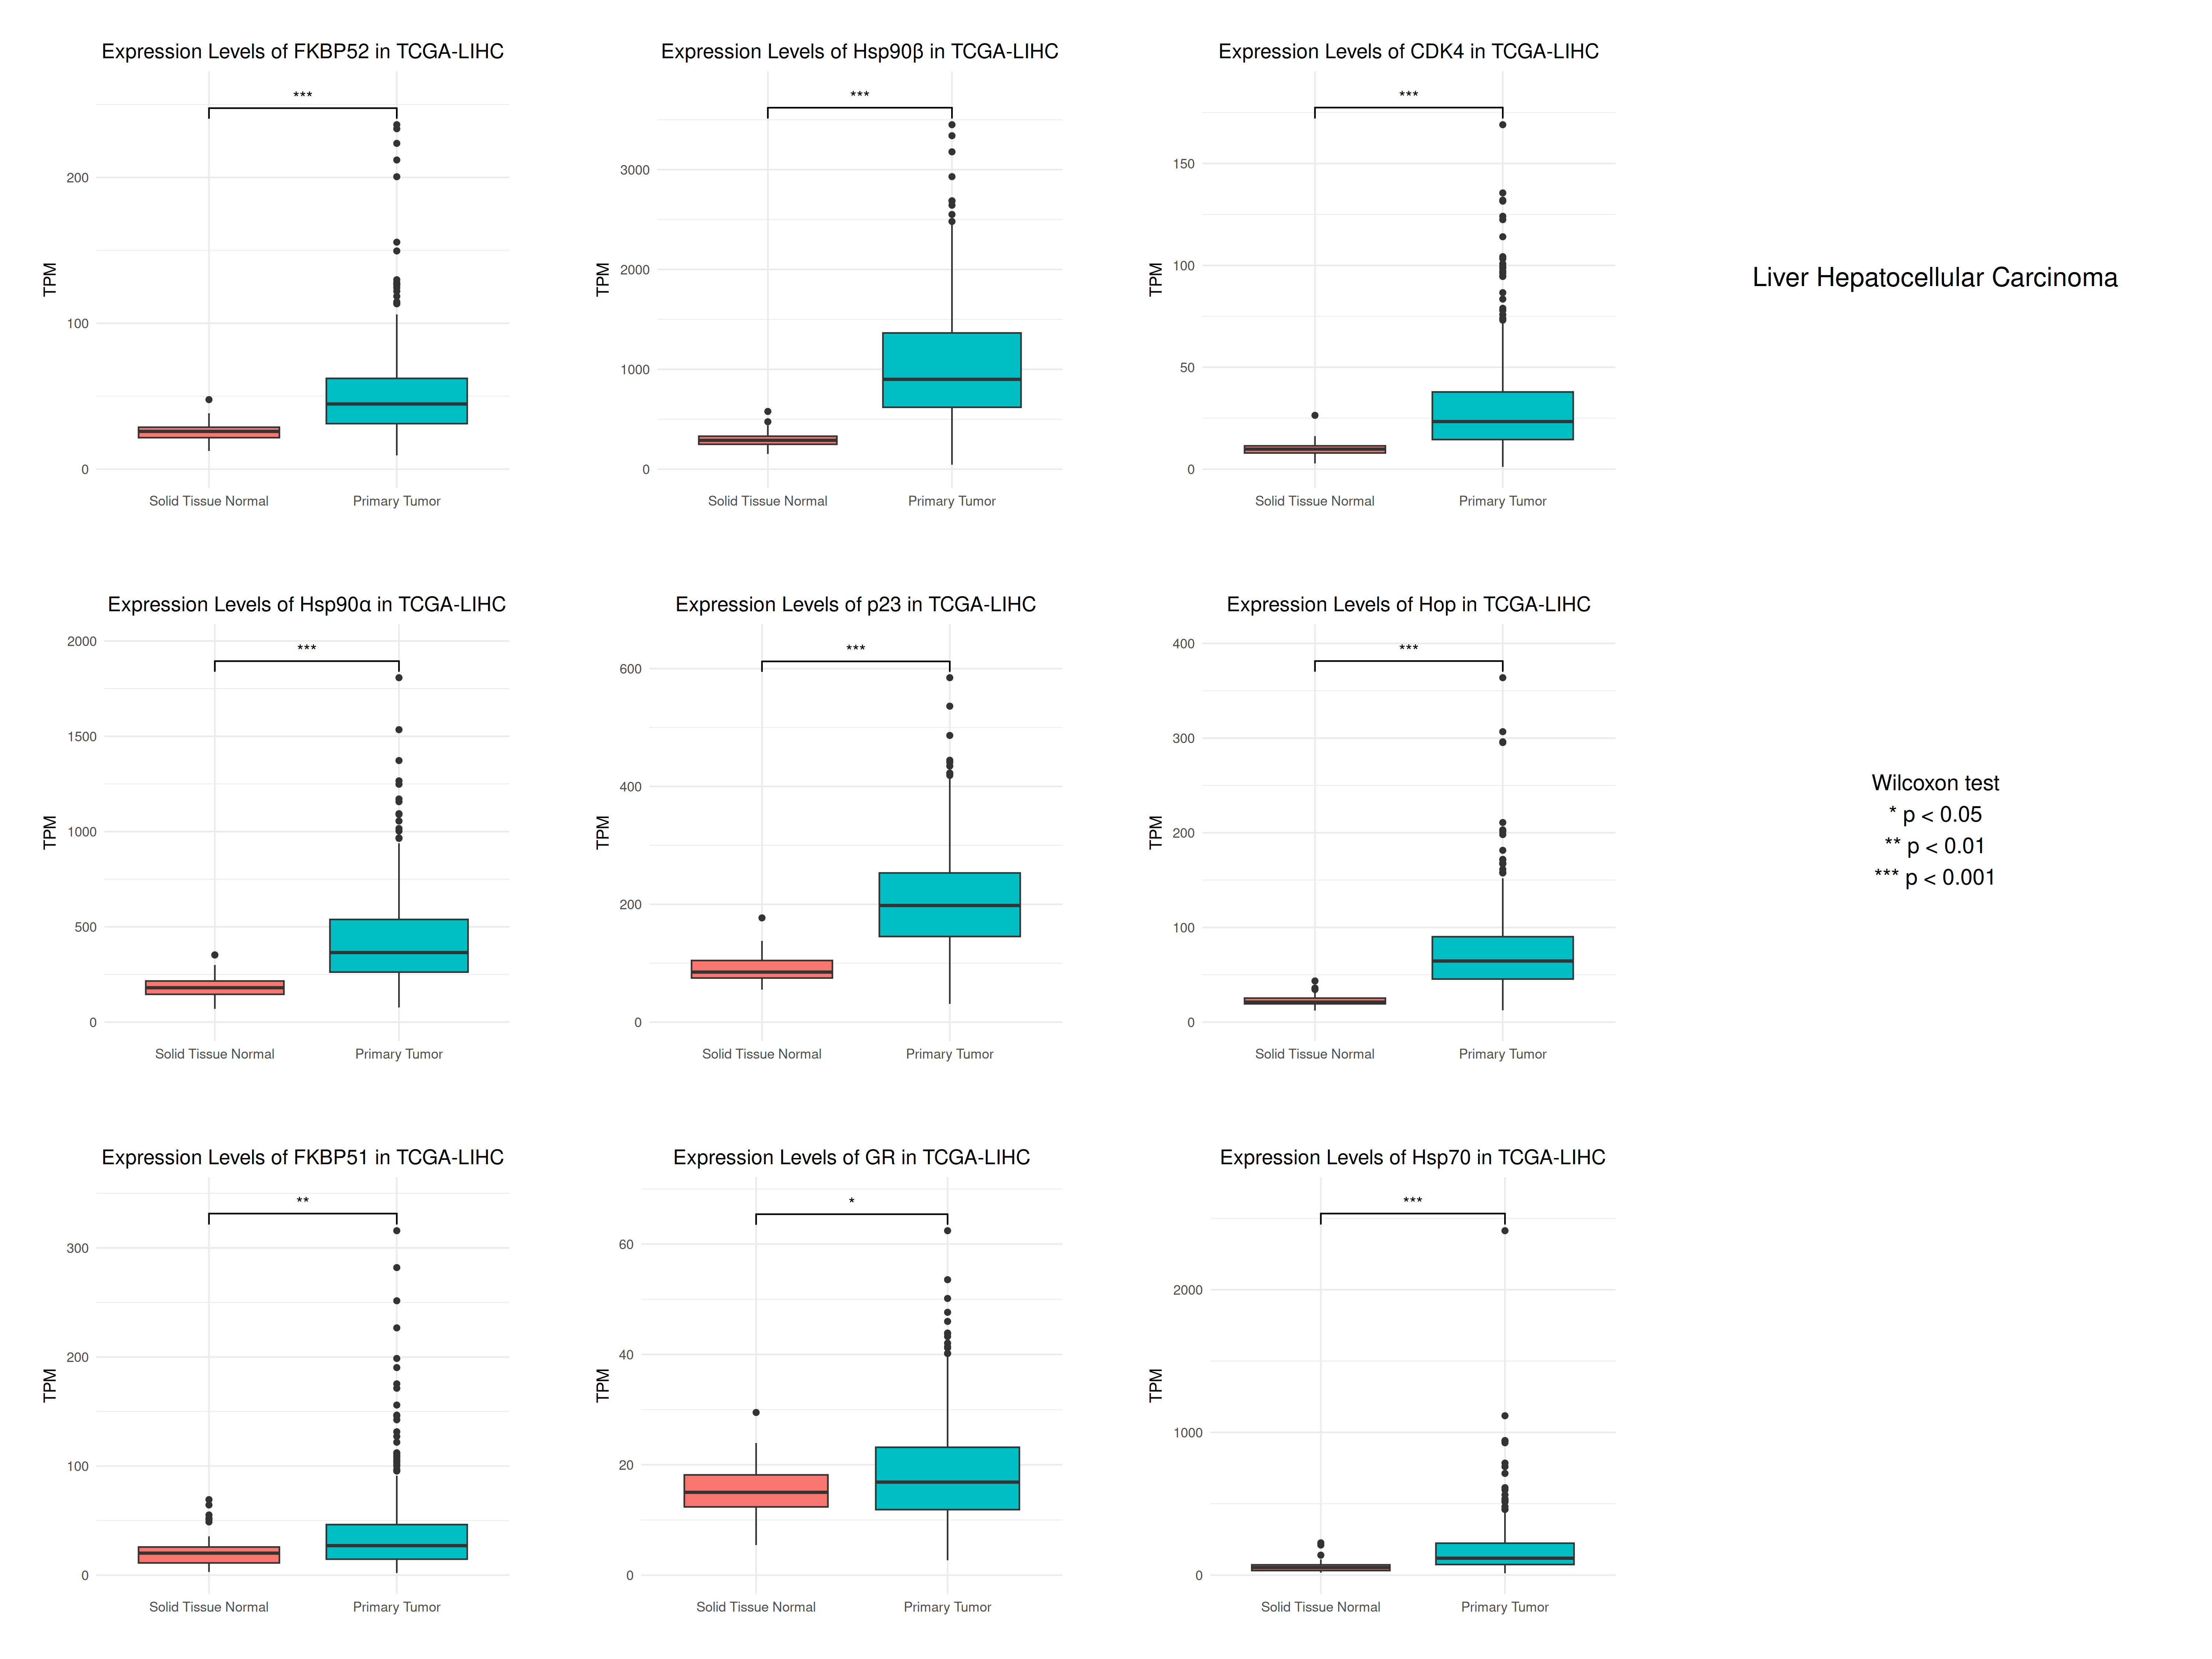 Expression Levels of FKBP52 in TCGA-LIHC
***
TPM
200
100
0
Solid Tissue Normal
Primary Tumor
Expression Levels of Hsp90β in TCGA-LIHC
***
TPM
3000
2000
1000
0
Solid Tissue Normal
Primary Tumor
Expression Levels of CDK4 in TCGA-LIHC
***
TPM
150
100
50
0
Solid Tissue Normal
Primary Tumor
Liver Hepatocellular Carcinoma
Expression Levels of Hsp90α in TCGA-LIHC
***
TPM
2000
1500
1000
500
0
Solid Tissue Normal
Primary Tumor
Expression Levels of p23 in TCGA-LIHC
***
TPM
600
400
200
0
Solid Tissue Normal
Primary Tumor
Expression Levels of Hop in TCGA-LIHC
***
TPM
400
300
200
100
0
Solid Tissue Normal
Primary Tumor
Wilcoxon test
* p < 0.05
** p < 0.01
*** p < 0.001
Expression Levels of FKBP51 in TCGA-LIHC
**
TPM
300
200
100
0
Solid Tissue Normal
Primary Tumor
Expression Levels of GR in TCGA-LIHC
*
TPM
60
40
20
0
Solid Tissue Normal
Primary Tumor
Expression Levels of Hsp70 in TCGA-LIHC
***
TPM
2000
1000
0
Solid Tissue Normal
Primary Tumor